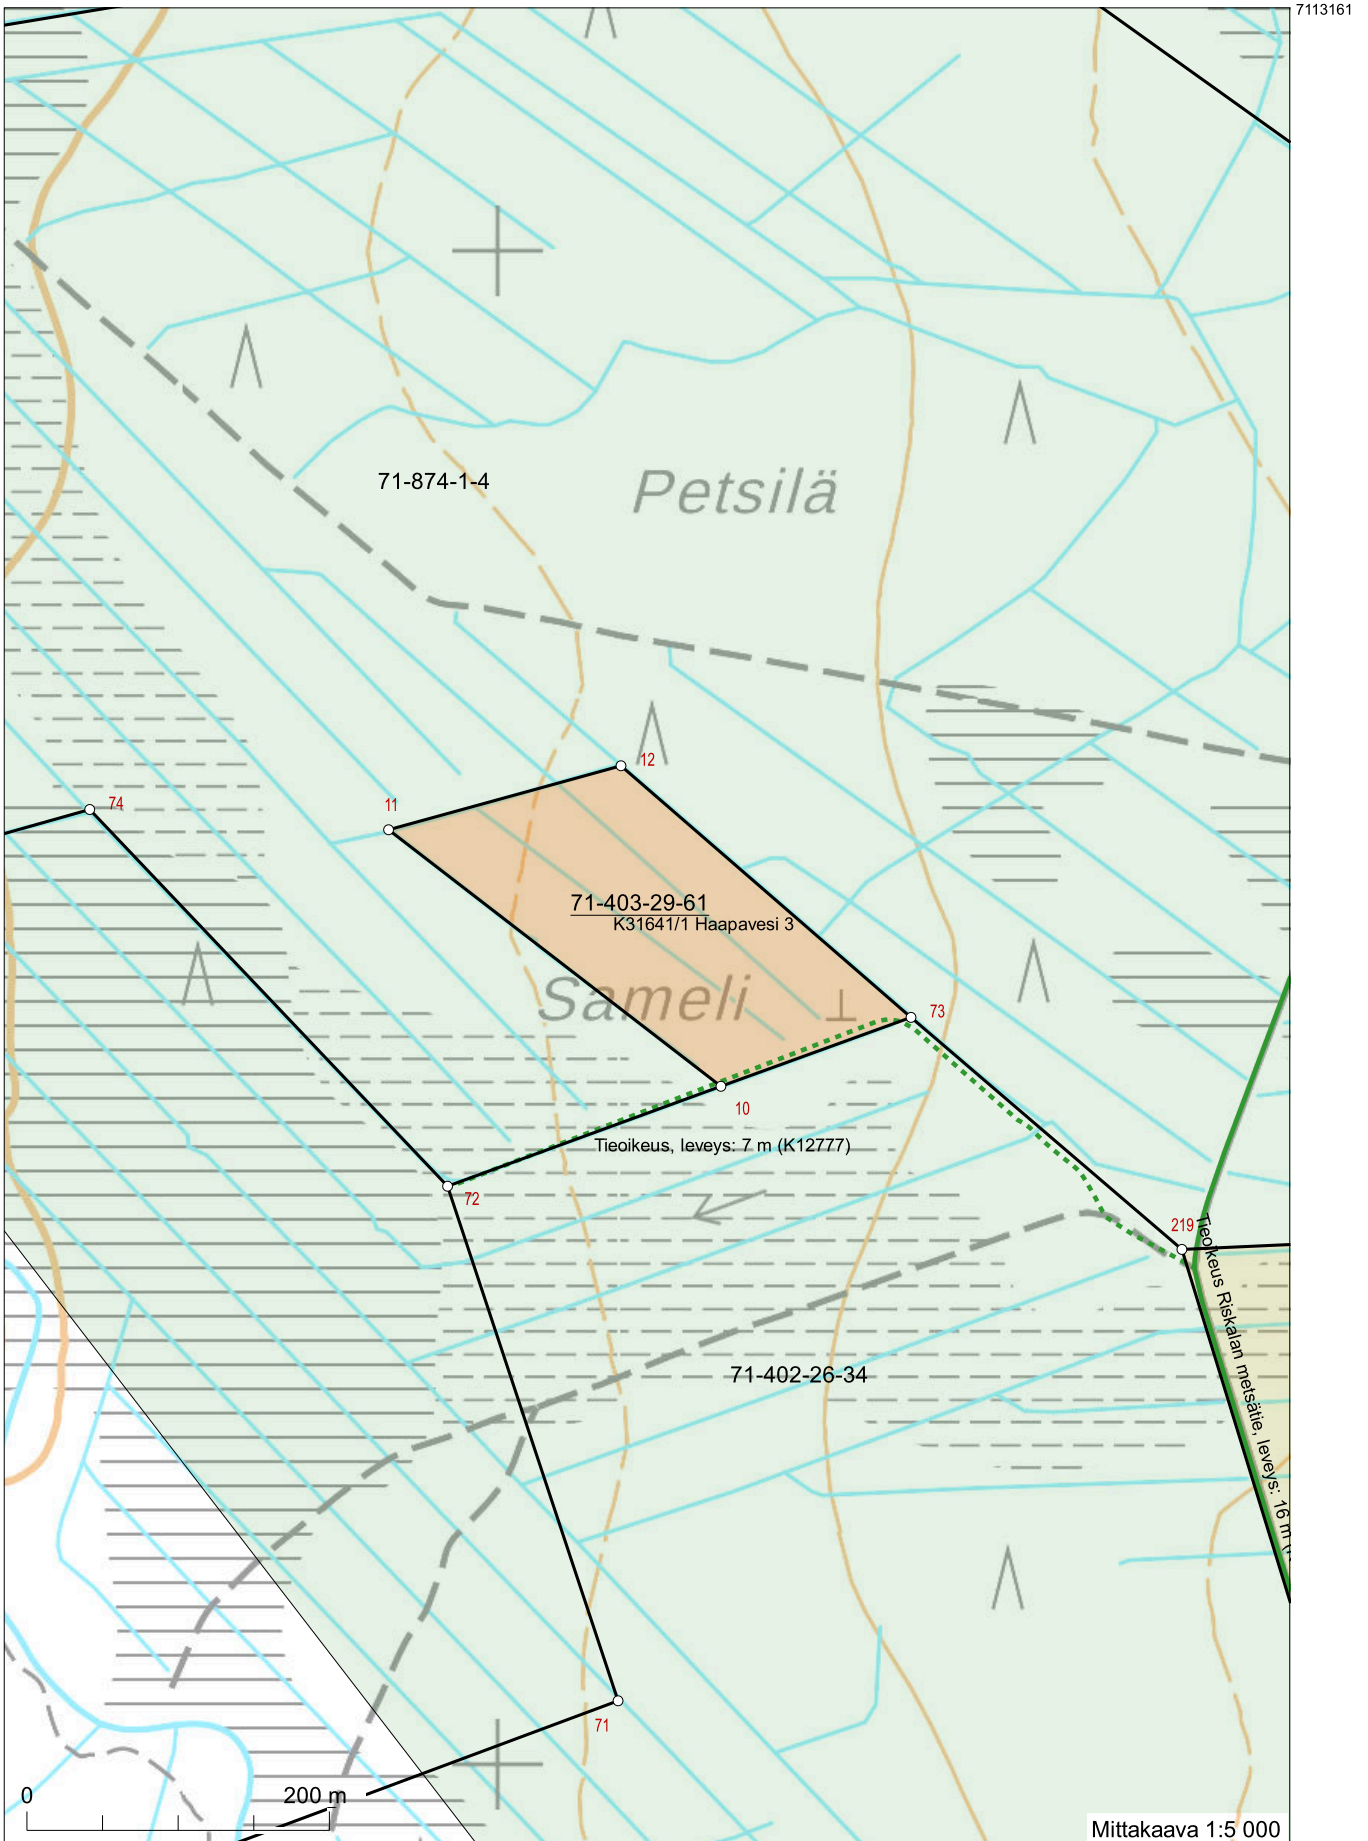 7113161
71-874-1-4
Petsilä
12
74
11
71-403-29-61
K31641/1 Haapavesi 3
Sameli
73
10
Tieoikeus, leveys: 7 m (K12777)
72
219
Tieoikeus Riskalan metsätie, leveys: 16 m
71-402-26-34
71
0
200 m
Mittakaava 1:5 000